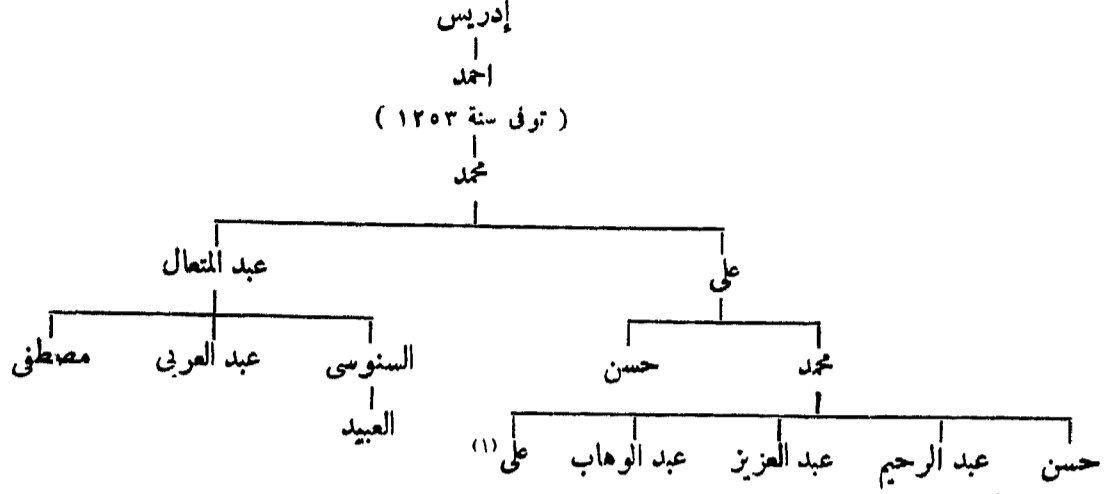 إدريس
احمد
( توفى سنة ١٢٥٣ )
محمد
على عبد المتعال
محمد حسن السنوسى عبد العربى مصطفى
العبيد
حسن عبد الرحيم عبد العزيز عبد الوهاب على (١)